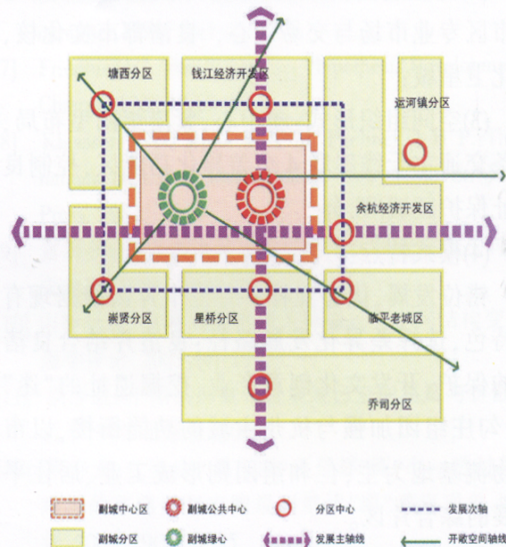 塘西分区
钱江经济开发区
运河镇分区
余杭经济开发区
崇贤分区
星桥分区
临平老城区
乔司分区
副城中心区
副城公共中心
分区中心
发展次轴
副城分区
副城绿心
发展主轴线
开敞空间轴线